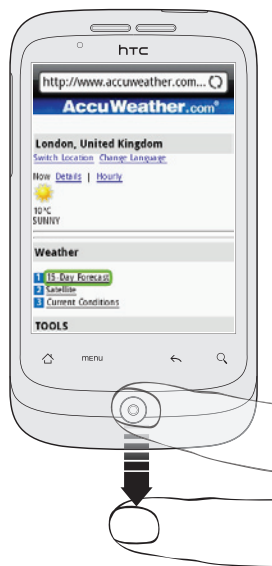 hTC
http://www.accuweather.com...
AccuWeather.com®
London, United Kingdom
Switch Location Change Language
Now Details | Hourly
10°C
SUNNY
Weather
1 15-Day Forecast
2 Satellite
3 Current Conditions
TOOLS
menu